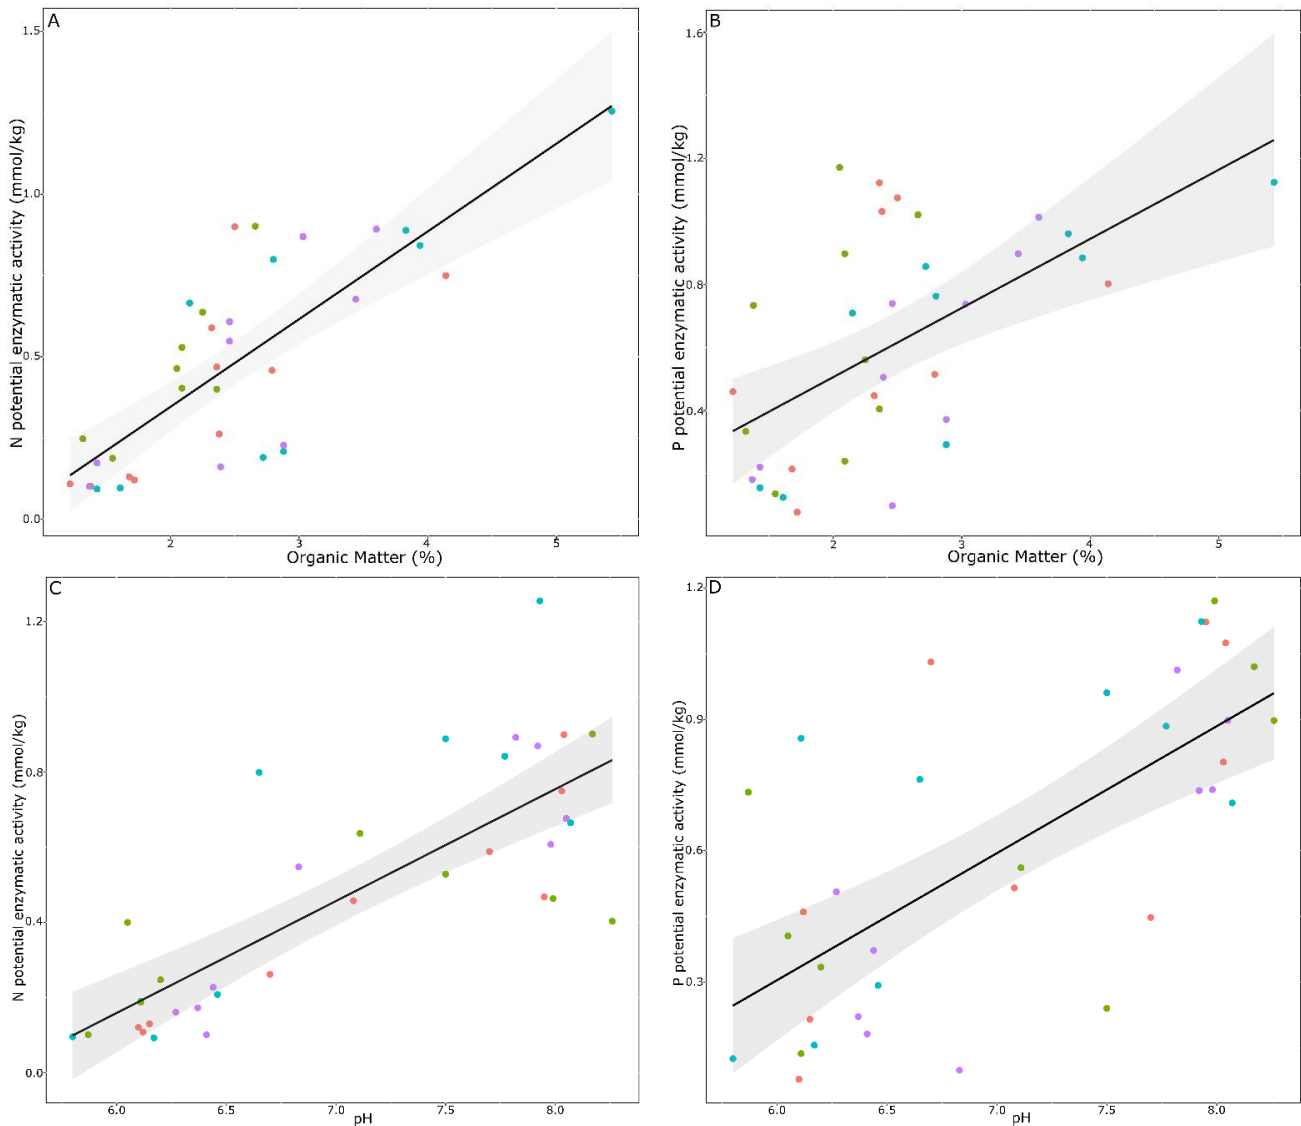 A
N potential enzymatic activity (mmol/kg)
1.5
1.0
0.5
0.0
2 3 4 5
Organic Matter (%)
B
P potential enzymatic activity (mmol/kg)
1.6
1.2
0.8
0.4
2 3 4 5
Organic Matter (%)
C
N potential enzymatic activity (mmol/kg)
1.2
0.8
0.4
0.0
6.0 6.5 7.0 7.5 8.0
pH
D
P potential enzymatic activity (mmol/kg)
1.2
0.9
0.6
0.3
6.0 6.5 7.0 7.5 8.0
pH